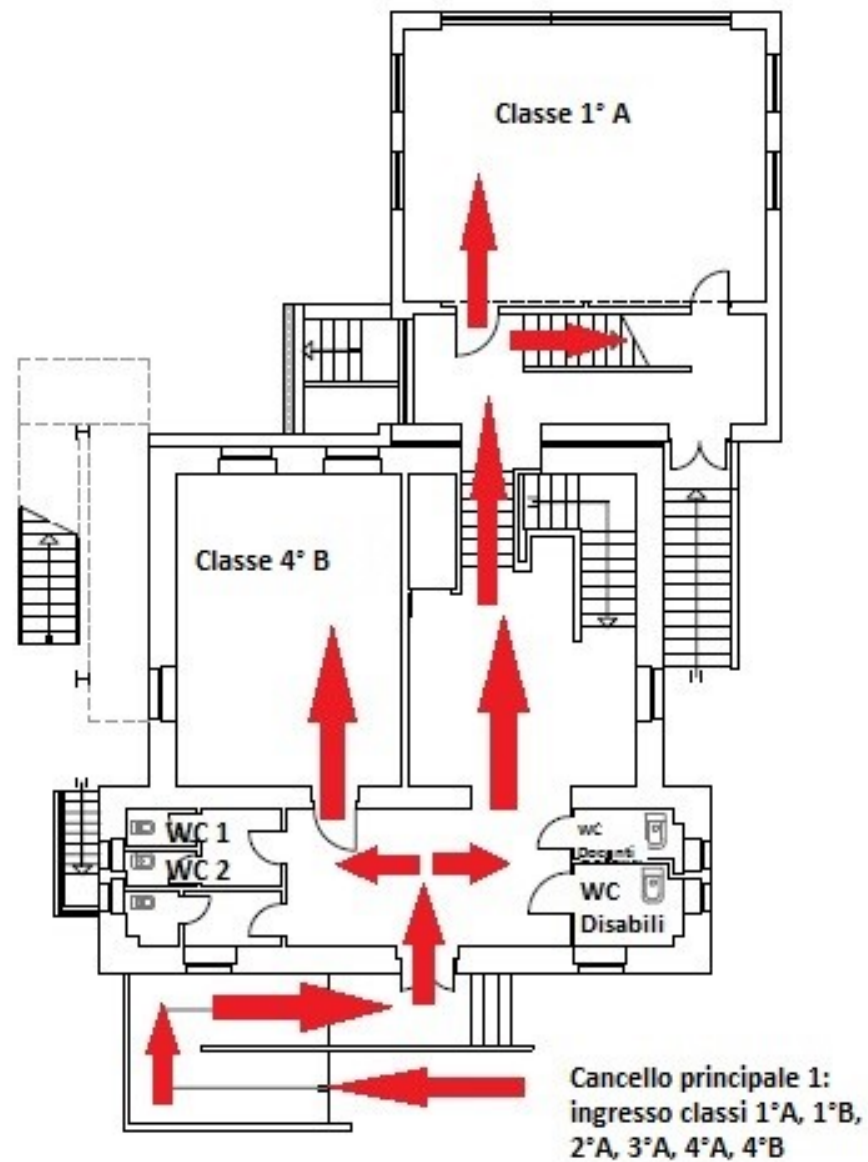 Classe 1° A
Classe 4° B
WC 1
WC 2
WC
Docenti
WC
Disabili
Cancello principale 1:
ingresso classi 1°A, 1°B,
2°A, 3°A, 4°A, 4°B